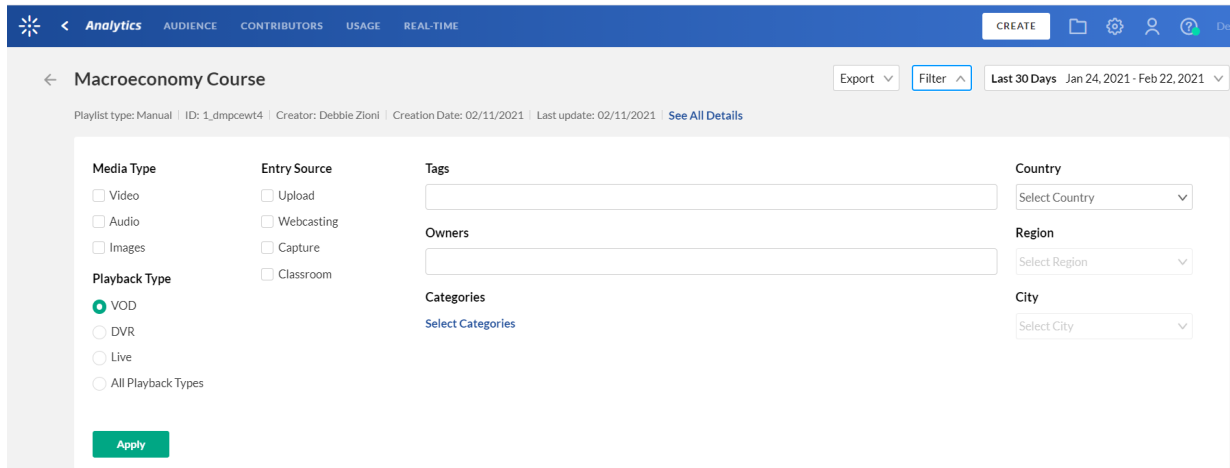 Analytics AUDIENCE CONTRIBUTORS USAGE REAL-TIME CREATE
Macroeconomy Course Export Filter Last 30 Days Jan 24, 2021 - Feb 22, 2021
Playlist type: Manual | ID: 1_dmpcewt4 | Creator: Debbie Zioni | Creation Date: 02/11/2021 | Last update: 02/11/2021 | See All Details
Media Type
Video
Audio
Images
Playback Type
VOD
DVR
Live
All Playback Types
Entry Source
Upload
Webcasting
Capture
Classroom
Tags
Owners
Categories
Select Categories
Country
Select Country
Region
Select Region
City
Select City
Apply